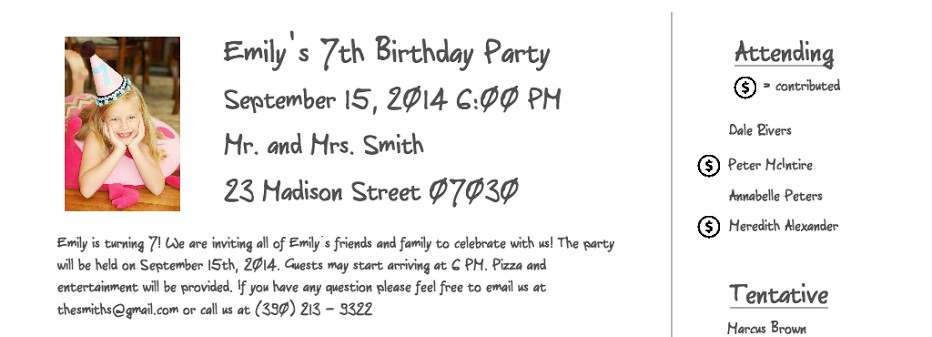 Emily's 7th Birthday Party
September 15, 2014 6:00 PM
Mr. and Mrs. Smith
23 Madison Street 07030
Emily is turning 7! We are inviting all of Emily's friends and family to celebrate with us! The party
will be held on September 15th, 2014. Guests may start arriving at 6 PM. Pizza and
entertainment will be provided. If you have any question please feel free to email us at
thesmiths@gmail.com or call us at (390) 213 - 9322
Attending
$ = contributed
Dale Rivers
$ Peter McIntire
Annabelle Peters
$ Meredith Alexander
Tentative
Marcus Brown